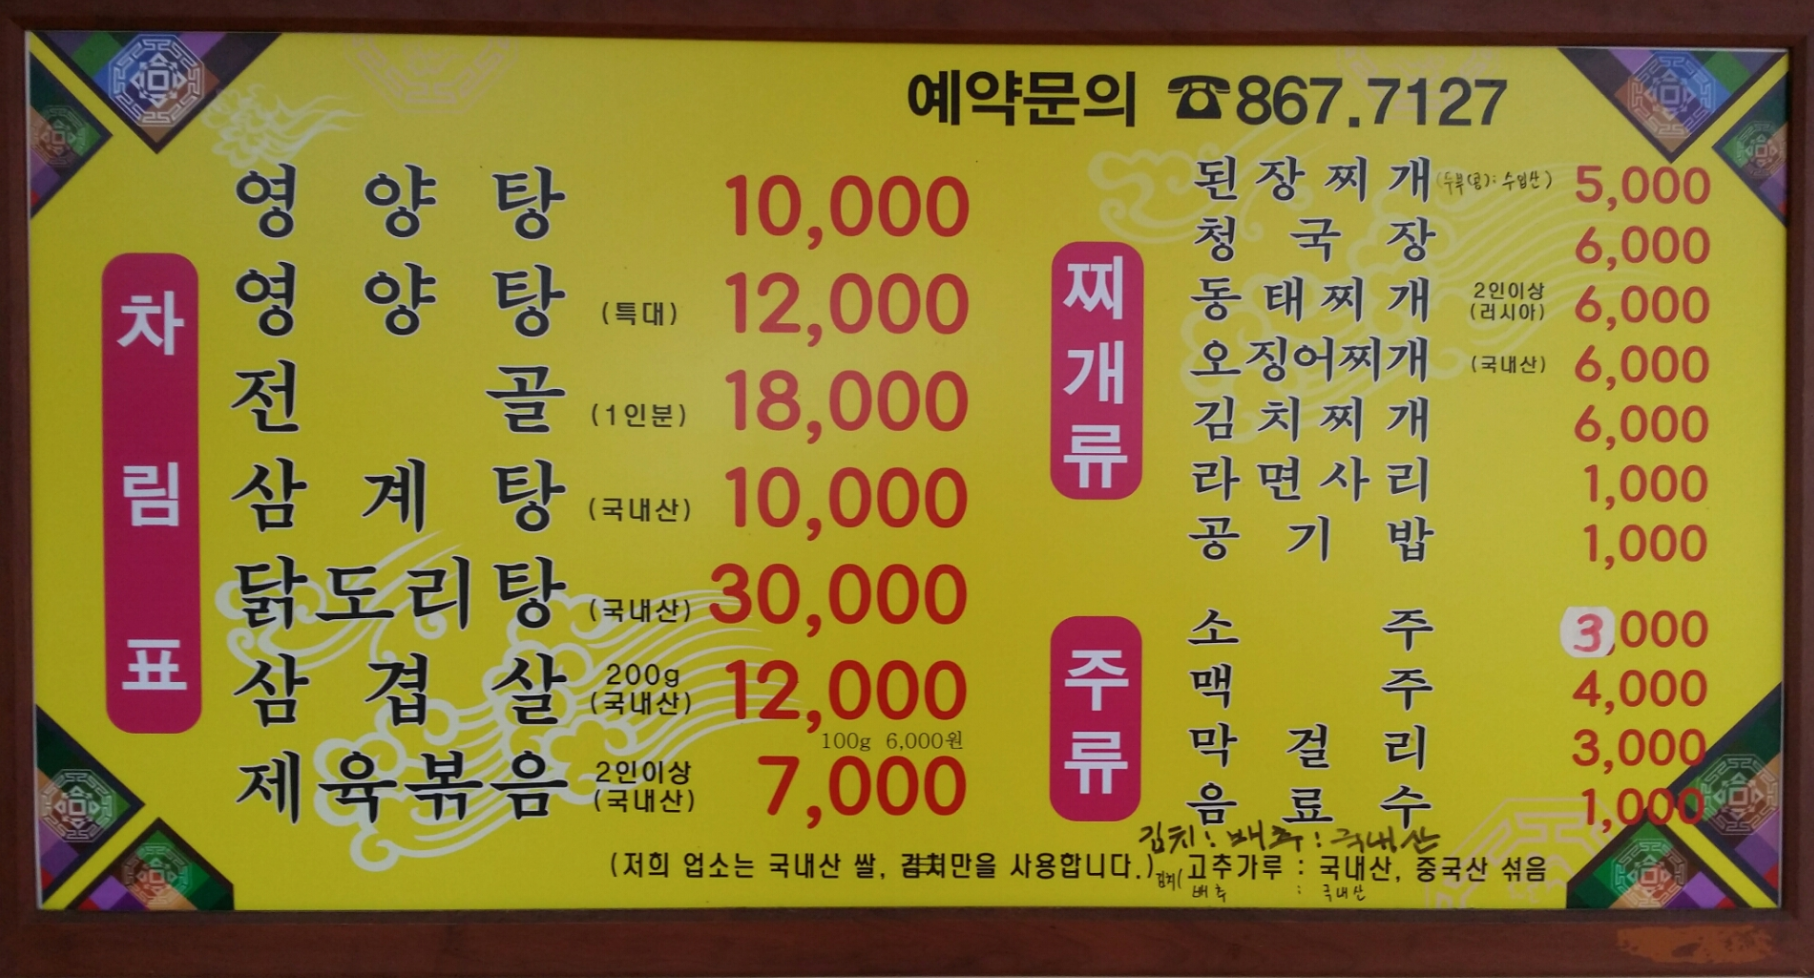 예약문의 ☎867.7127
차림표
영양탕 10,000
영양탕 (특대) 12,000
전골 (1인분) 18,000
삼계탕 (국내산) 10,000
닭도리탕 (국내산) 30,000
삼겹살 200g (국내산) 12,000
100g 6,000원
제육볶음 2인이상 (국내산) 7,000
찌개류
된장찌개 (두부(콩): 수입산) 5,000
청국장 6,000
동태찌개 2인이상 (러시아) 6,000
오징어찌개 (국내산) 6,000
김치찌개 6,000
라면사리 1,000
공기밥 1,000
주류
소주 3,000
맥주 4,000
막걸리 3,000
음료수 1,000
김치: 배추: 국내산
(저희 업소는 국내산 쌀, 김치만을 사용합니다.) 김치( 고추가루 : 국내산, 중국산 섞음
배추 : 국내산